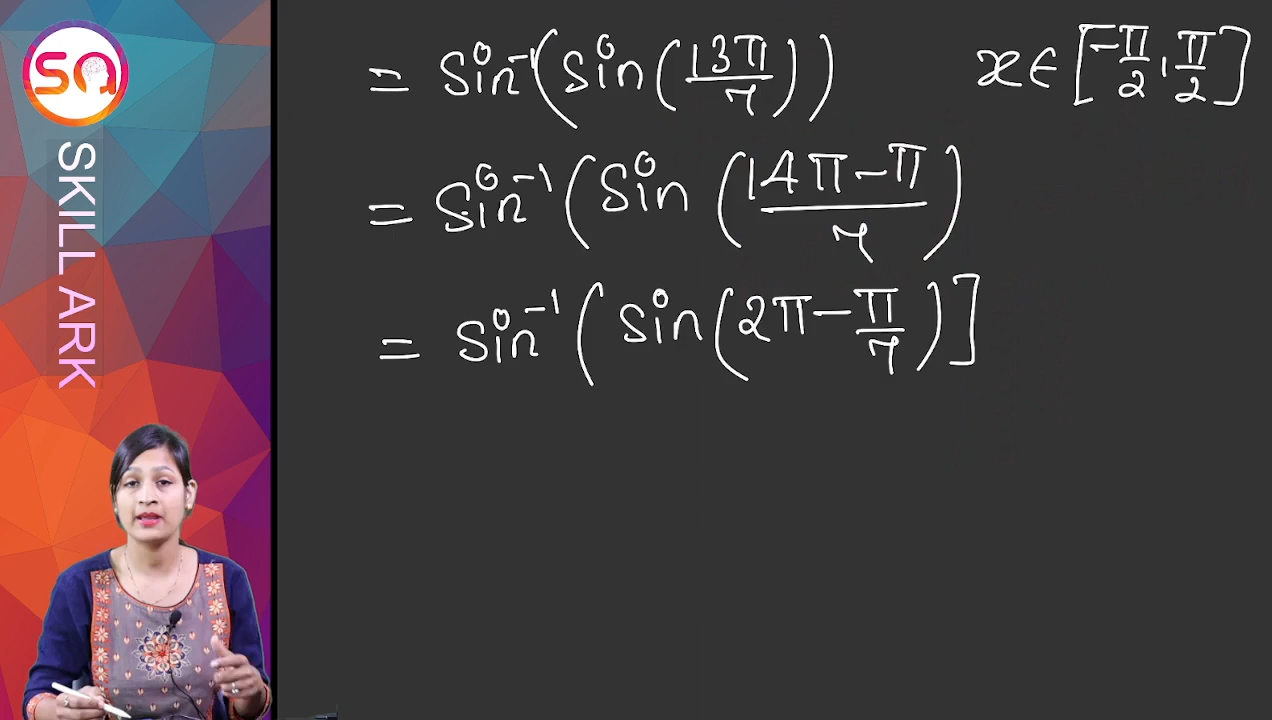 SA
SKILL ARK
= Sin⁻¹(Sin(13π/7))
x∈[-π/2, π/2]
= Sin⁻¹(Sin(14π-π/7)
= Sin⁻¹(Sin(2π-π/7)]